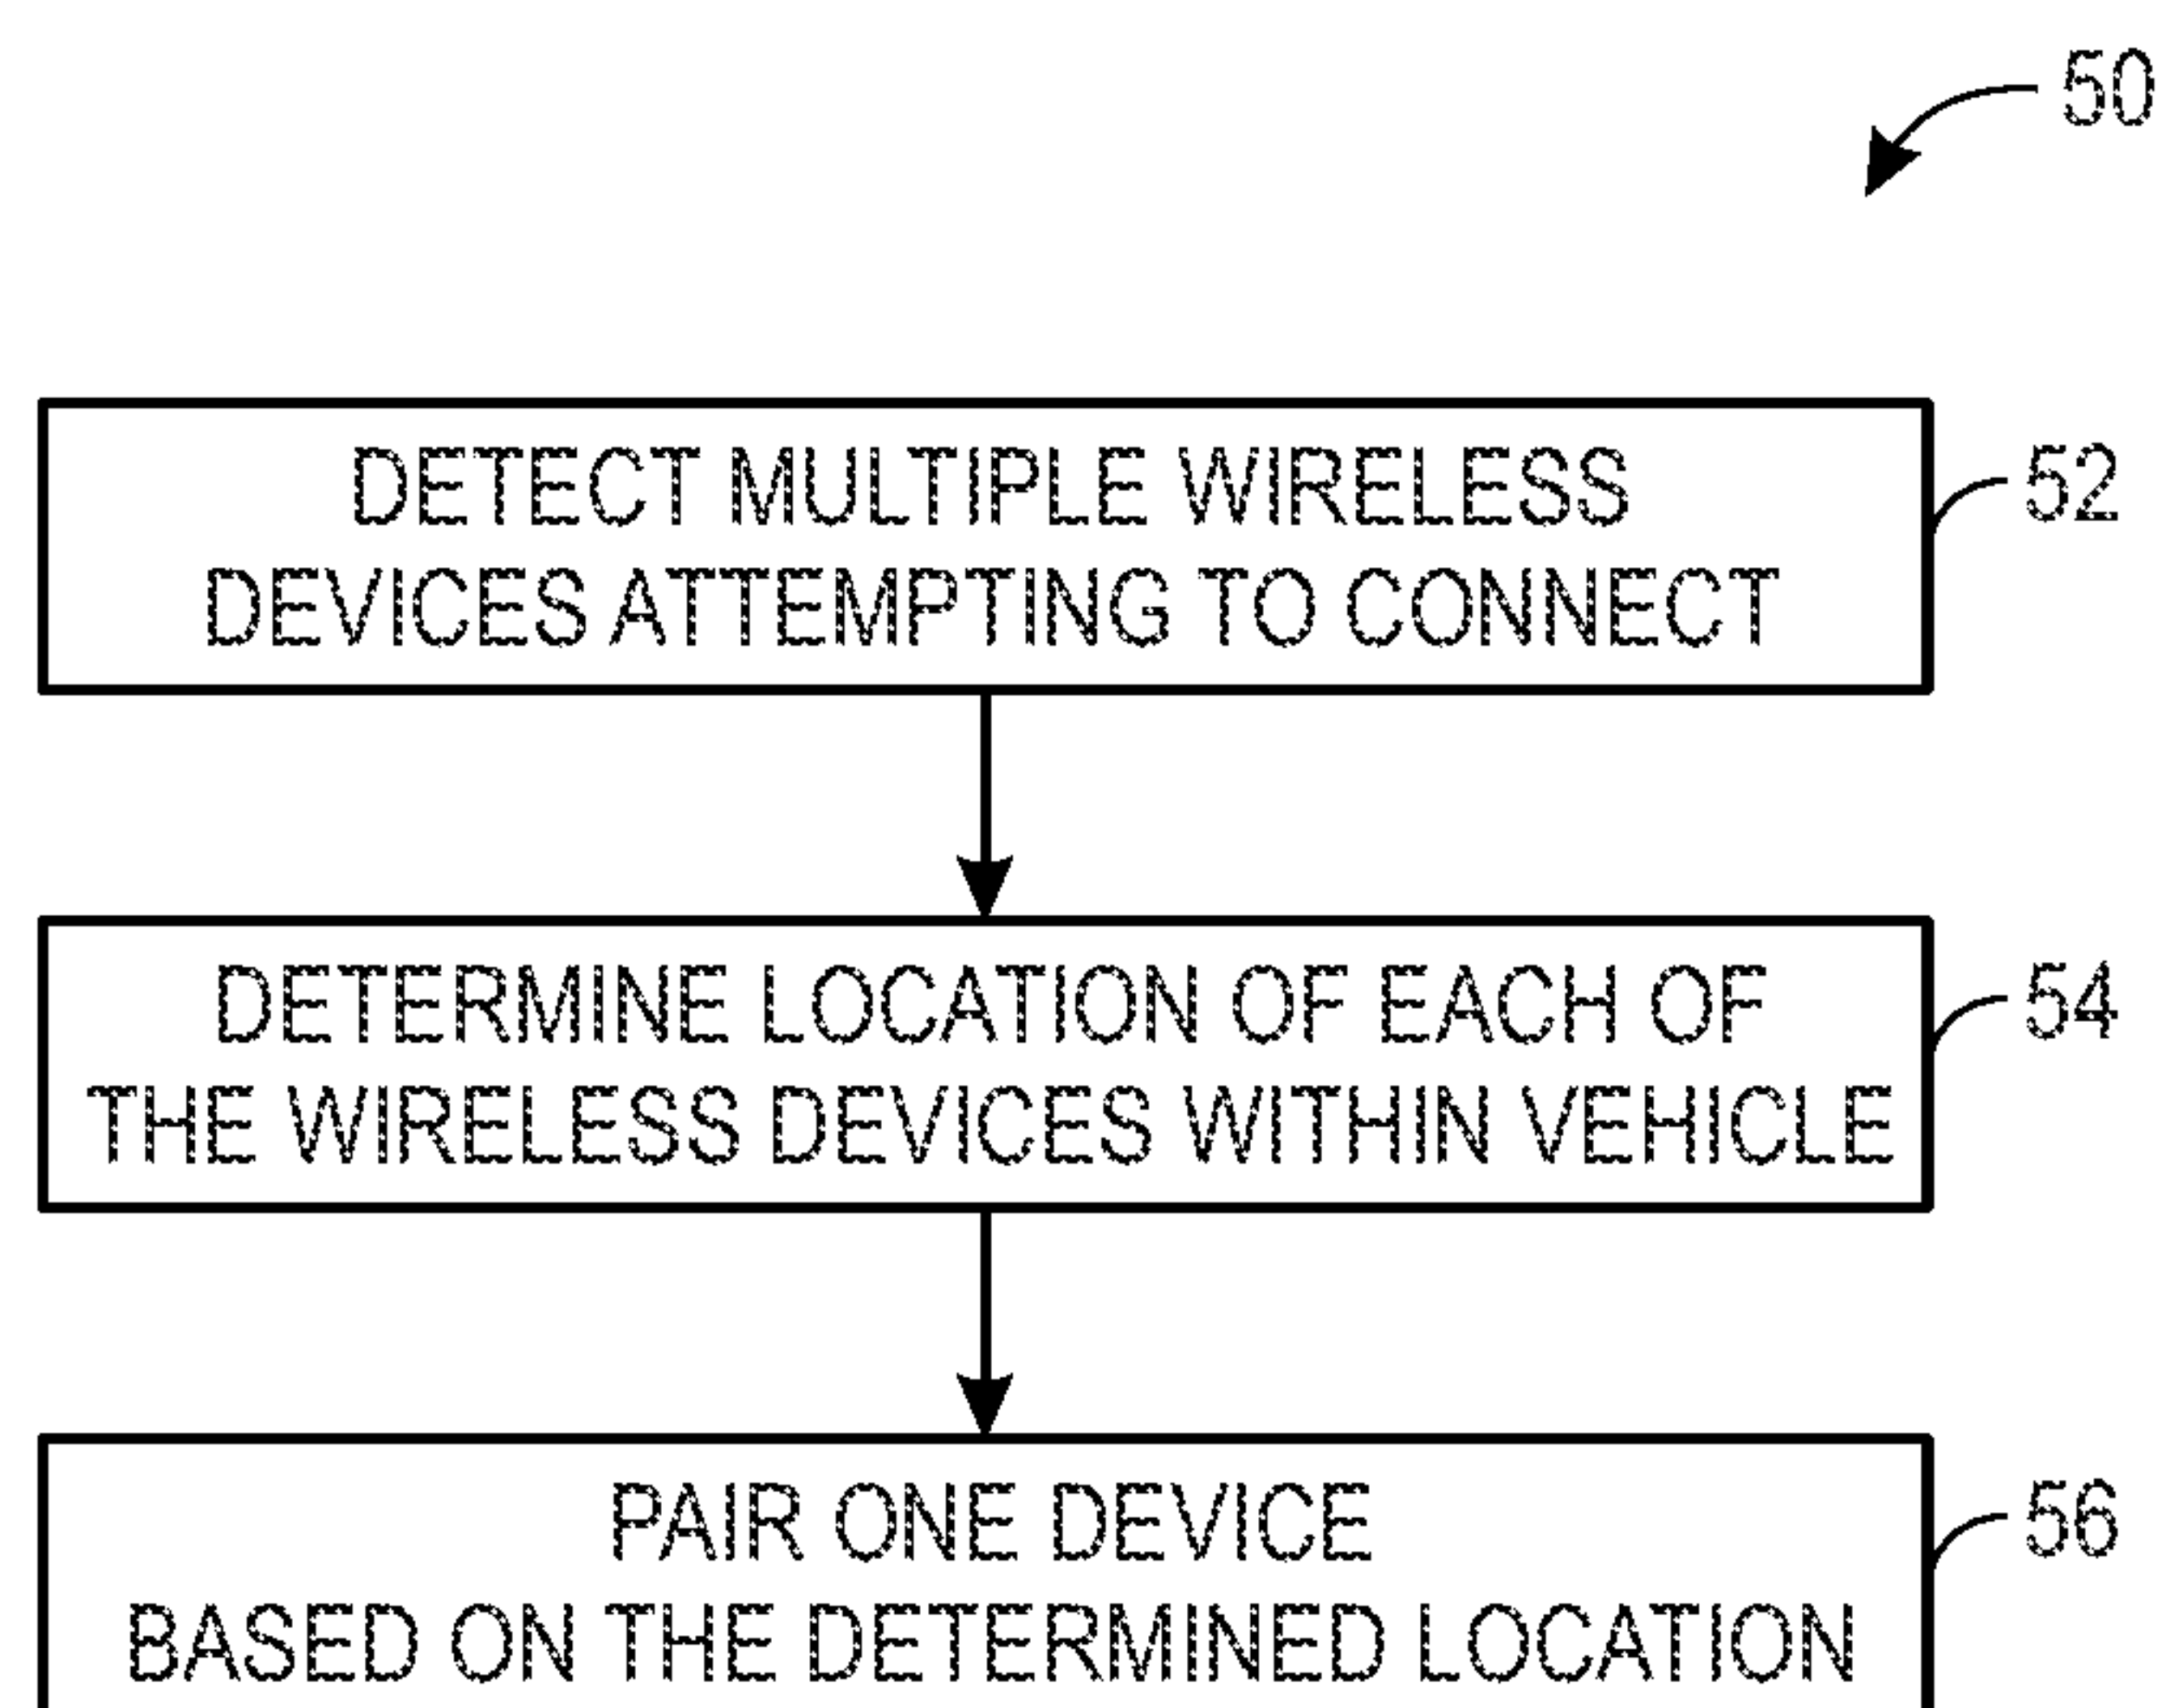 50
DETECT MULTIPLE WIRELESS
DEVICES ATTEMPTING TO CONNECT
52
DETERMINE LOCATION OF EACH OF
THE WIRELESS DEVICES WITHIN VEHICLE
54
PAIR ONE DEVICE
BASED ON THE DETERMINED LOCATION
56